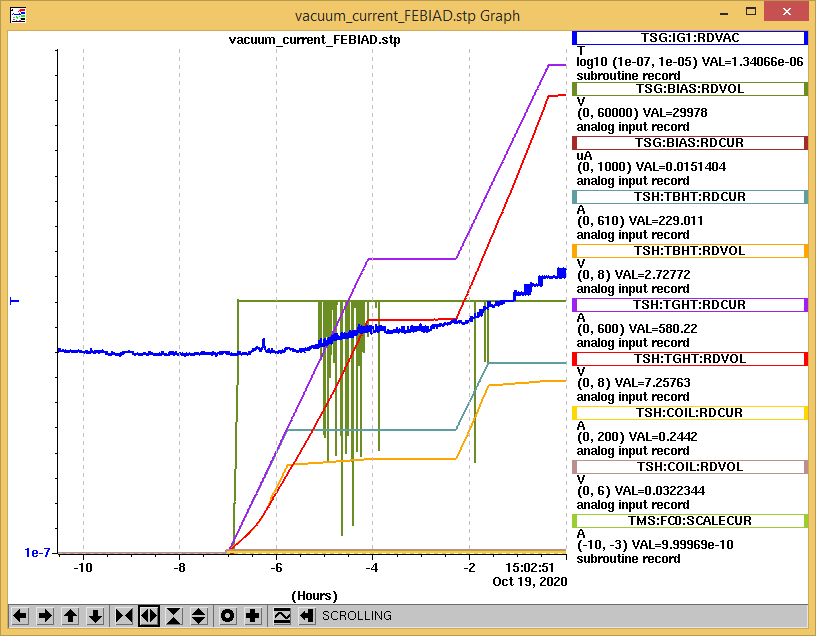 vacuum_current_FEBIAD.stp Graph
vacuum_current_FEBIAD.stp
T
1e-7
-10
-8
-6
-4
-2
15:02:51
Oct 19, 2020
(Hours)
TSG:IG1:RDVAC
T
log10 (1e-07, 1e-05) VAL=1.34066e-06
subroutine record
TSG:BIAS:RDVOL
V
(0, 60000) VAL=29978
analog input record
TSG:BIAS:RDCUR
uA
(0, 1000) VAL=0.0151404
analog input record
TSH:TBHT:RDCUR
A
(0, 610) VAL=229.011
analog input record
TSH:TBHT:RDVOL
V
(0, 8) VAL=2.72772
analog input record
TSH:TGHT:RDCUR
A
(0, 600) VAL=580.22
analog input record
TSH:TGHT:RDVOL
V
(0, 8) VAL=7.25763
analog input record
TSH:COIL:RDCUR
A
(0, 200) VAL=0.2442
analog input record
TSH:COIL:RDVOL
V
(0, 6) VAL=0.0322344
analog input record
TMS:FC0:SCALECUR
A
(-10, -3) VAL=9.99969e-10
subroutine record
SCROLLING